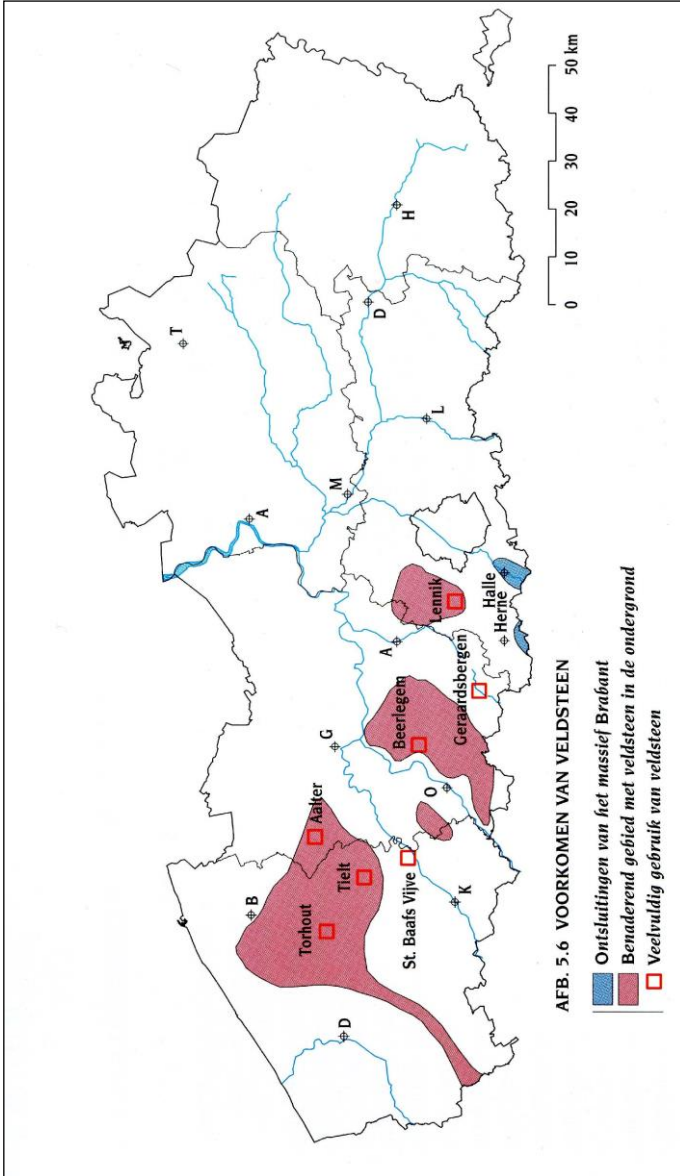 T
A
M
H
D
L
B
G
A
O
K
D
Aalter
Torhout
Tielt
St. Baafs Vijve
Beerlegem
Geraardsbergen
Lennik
Halle
Herne
0 10 20 30 40 50 km
AFB. 5.6 VOORKOMEN VAN VELDSTEEN
Ontsluitingen van het massief Brabant
Benaderend gebied met veldsteen in de ondergrond
Veelvuldig gebruik van veldsteen